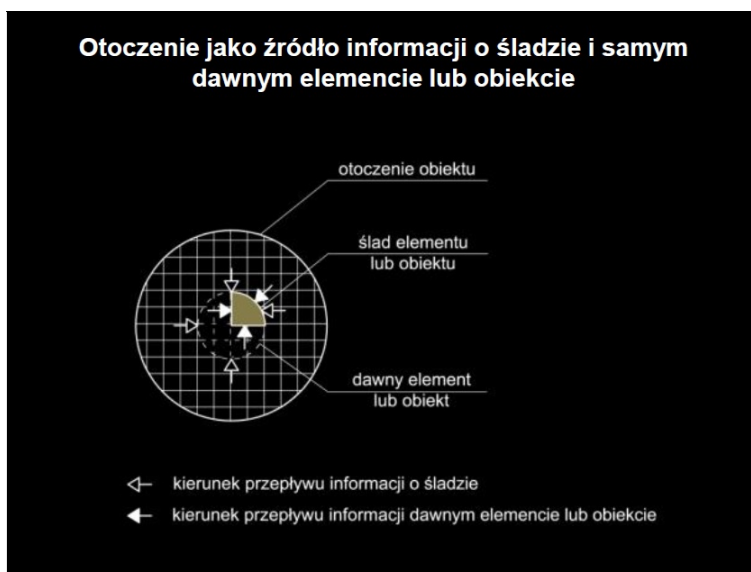 Otoczenie jako źródło informacji o śladzie i samym
dawnym elemencie lub obiekcie
otoczenie obiektu
ślad elementu
lub obiektu
dawny element
lub obiekt
kierunek przepływu informacji o śladzie
kierunek przepływu informacji dawnym elemencie lub obiekcie